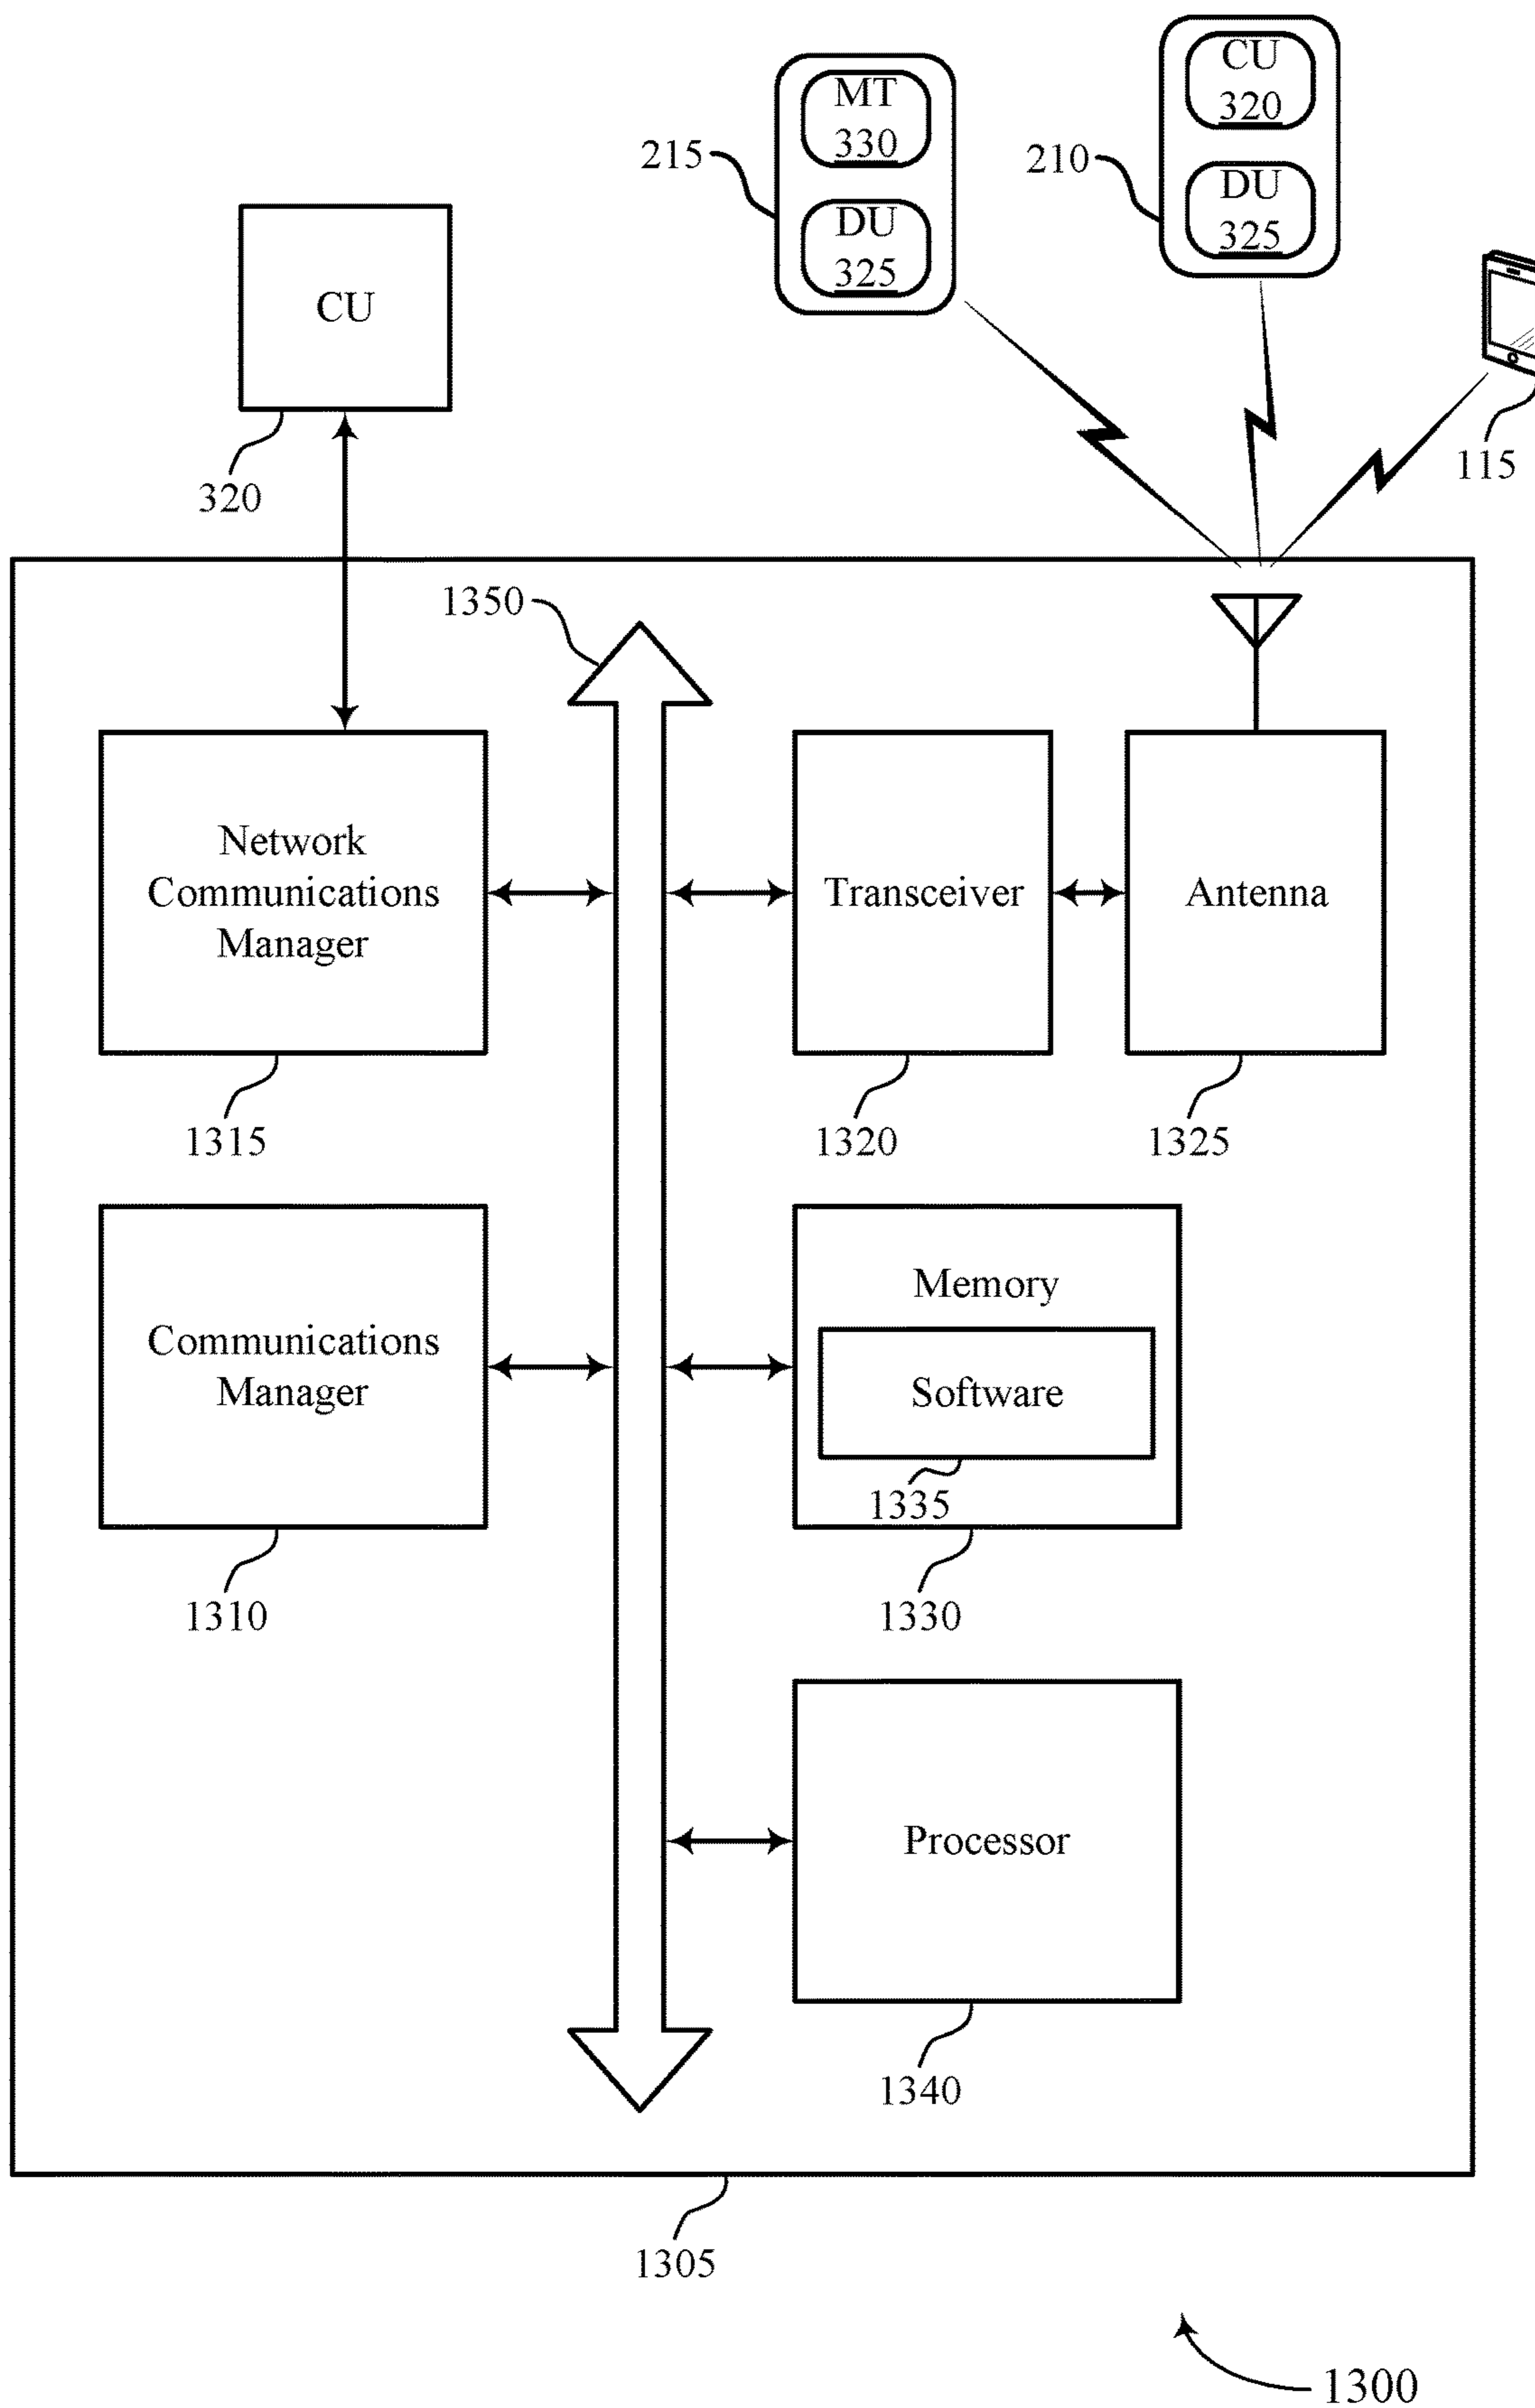 CU
320
MT
330
215
210
DU
325
DU
325
CU
320
115
1350
Network
Communications
Manager
Transceiver
Antenna
1315
1320
1325
Communications
Manager
Memory
Software
1335
1310
1330
Processor
1340
1305
1300